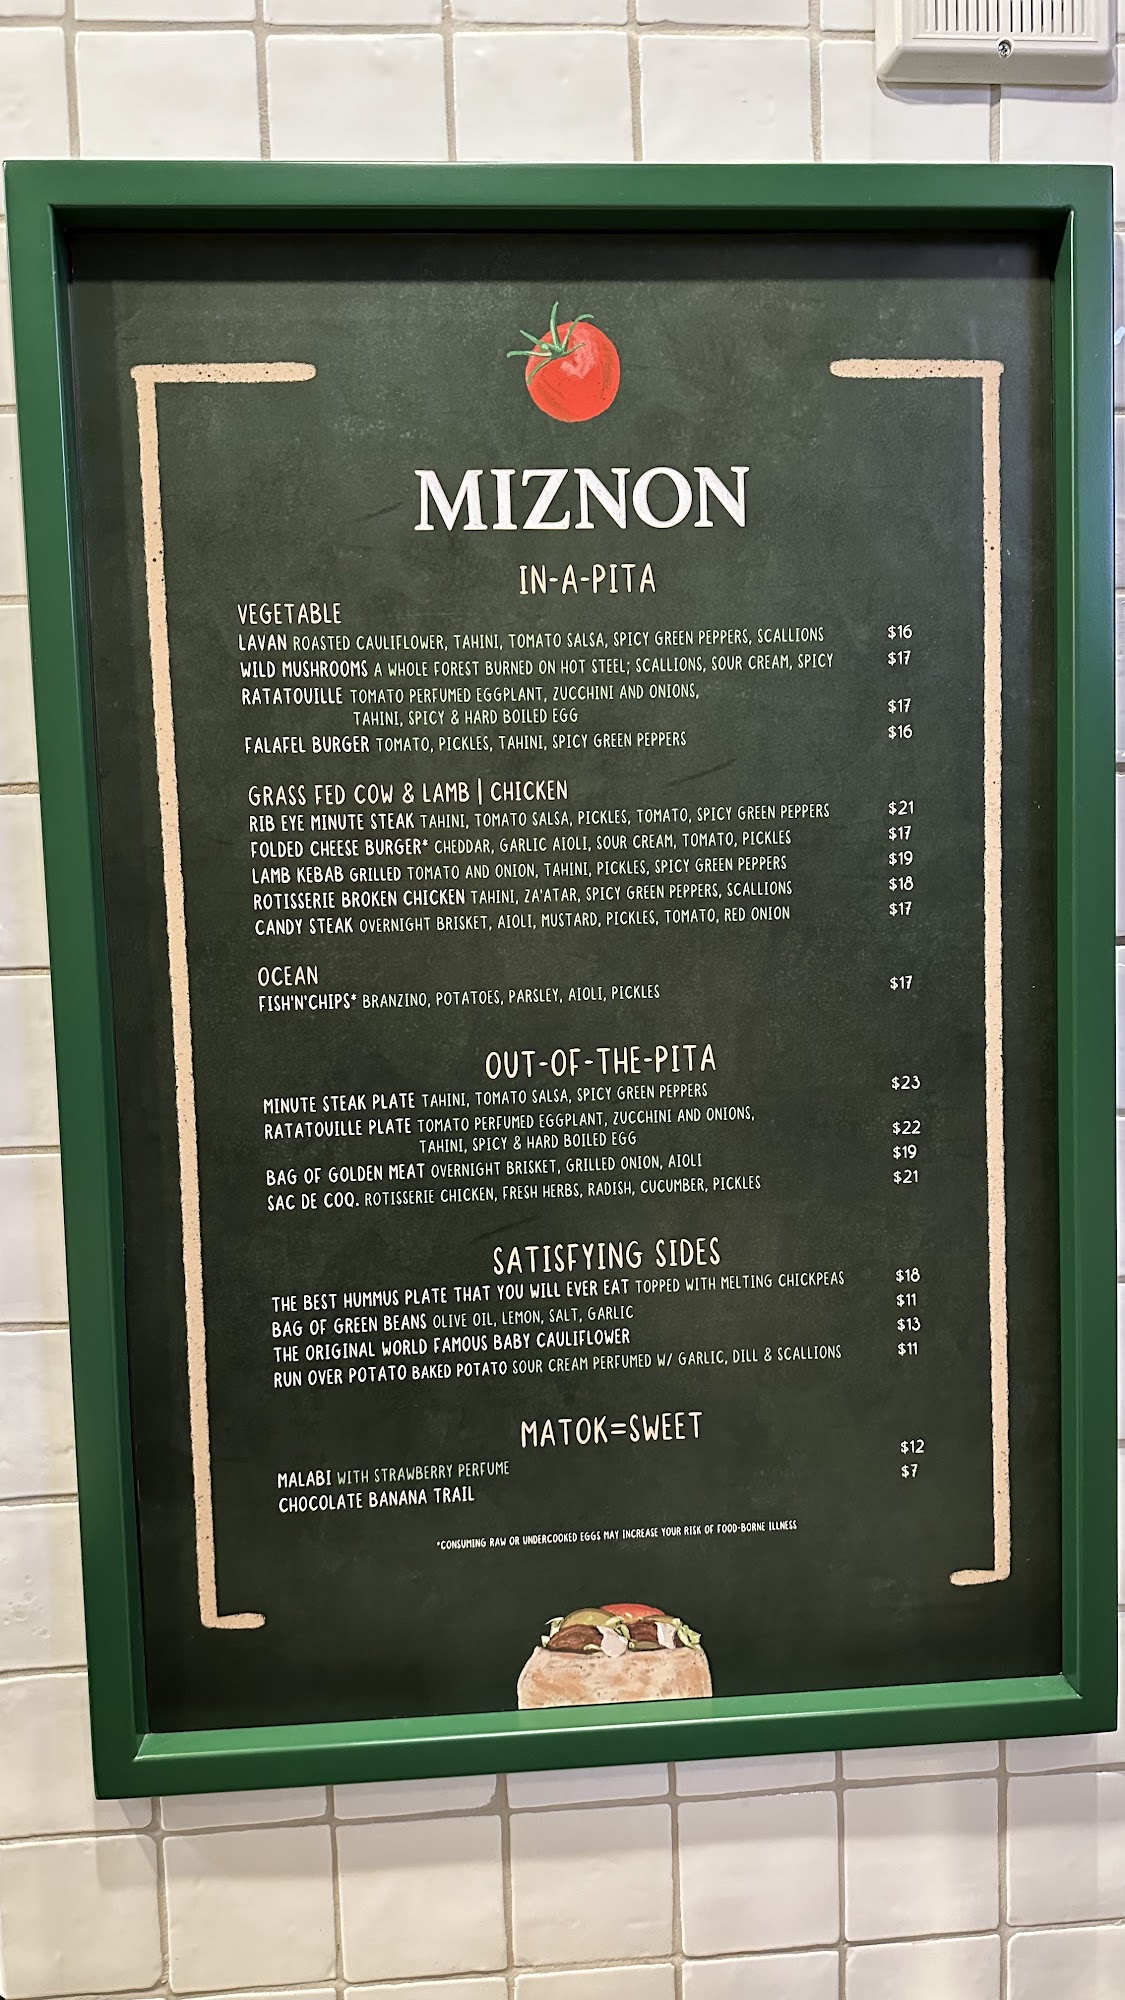 MIZNON
IN-A-PITA
VEGETABLE
LAVAN ROASTED CAULIFLOWER, TAHINI, TOMATO SALSA, SPICY GREEN PEPPERS, SCALLIONS $16
WILD MUSHROOMS A WHOLE FOREST BURNED ON HOT STEEL; SCALLIONS, SOUR CREAM, SPICY $17
RATATOUILLE TOMATO PERFUMED EGGPLANT, ZUCCHINI AND ONIONS,
TAHINI, SPICY & HARD BOILED EGG $17
FALAFEL BURGER TOMATO, PICKLES, TAHINI, SPICY GREEN PEPPERS $16
GRASS FED COW & LAMB | CHICKEN
RIB EYE MINUTE STEAK TAHINI, TOMATO SALSA, PICKLES, TOMATO, SPICY GREEN PEPPERS $21
FOLDED CHEESE BURGER* CHEDDAR, GARLIC AIOLI, SOUR CREAM, TOMATO, PICKLES $17
LAMB KEBAB GRILLED TOMATO AND ONION, TAHINI, PICKLES, SPICY GREEN PEPPERS $19
ROTISSERIE BROKEN CHICKEN TAHINI, ZA'ATAR, SPICY GREEN PEPPERS, SCALLIONS $18
CANDY STEAK OVERNIGHT BRISKET, AIOLI, MUSTARD, PICKLES, TOMATO, RED ONION $17
OCEAN
FISH'N'CHIPS* BRANZINO, POTATOES, PARSLEY, AIOLI, PICKLES $17
OUT-OF-THE-PITA
MINUTE STEAK PLATE TAHINI, TOMATO SALSA, SPICY GREEN PEPPERS $23
RATATOUILLE PLATE TOMATO PERFUMED EGGPLANT, ZUCCHINI AND ONIONS,
TAHINI, SPICY & HARD BOILED EGG $22
BAG OF GOLDEN MEAT OVERNIGHT BRISKET, GRILLED ONION, AIOLI $19
SAC DE COQ. ROTISSERIE CHICKEN, FRESH HERBS, RADISH, CUCUMBER, PICKLES $21
SATISFYING SIDES
THE BEST HUMMUS PLATE THAT YOU WILL EVER EAT TOPPED WITH MELTING CHICKPEAS $18
BAG OF GREEN BEANS OLIVE OIL, LEMON, SALT, GARLIC $11
THE ORIGINAL WORLD FAMOUS BABY CAULIFLOWER $13
RUN OVER POTATO BAKED POTATO SOUR CREAM PERFUMED W/ GARLIC, DILL & SCALLIONS $11
MATOK=SWEET
MALABI WITH STRAWBERRY PERFUME $12
CHOCOLATE BANANA TRAIL $7
*CONSUMING RAW OR UNDERCOOKED EGGS MAY INCREASE YOUR RISK OF FOOD-BORNE ILLNESS